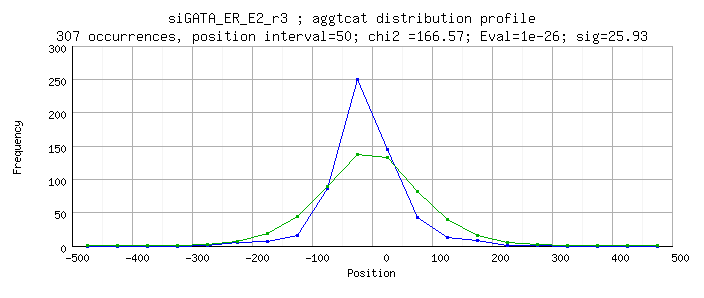 siGATA_ER_E2_r3 ; aggtcat distribution profile
307 occurrences, position interval=50; chi2 =166.57; Eval=1e-26; sig=25.93
300
250
200
150
100
50
0
Frequency
-500 -400 -300 -200 -100 0 100 200 300 400 500
Position